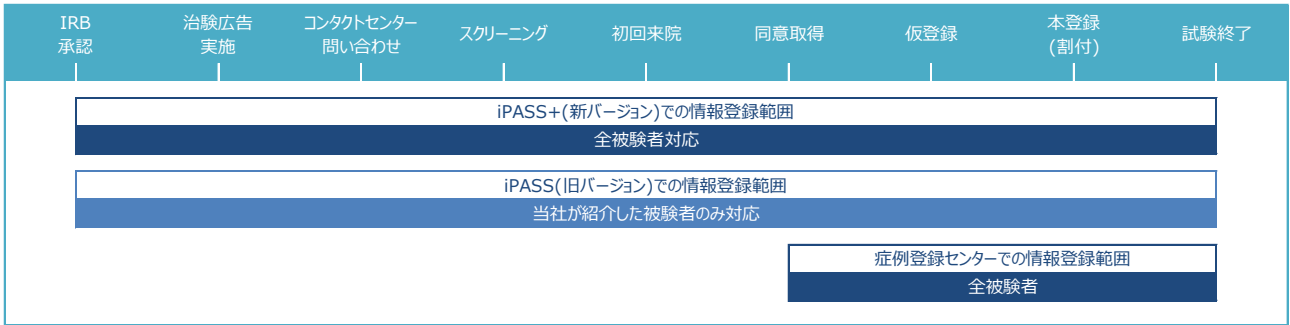 IRB
承認
治験広告
実施
コンタクトセンター
問い合わせ
スクリーニング
初回来院
同意取得
仮登録
本登録
(割付)
試験終了
iPASS+(新バージョン)での情報登録範囲
全被験者対応
iPASS(旧バージョン)での情報登録範囲
当社が紹介した被験者のみ対応
症例登録センターでの情報登録範囲
全被験者